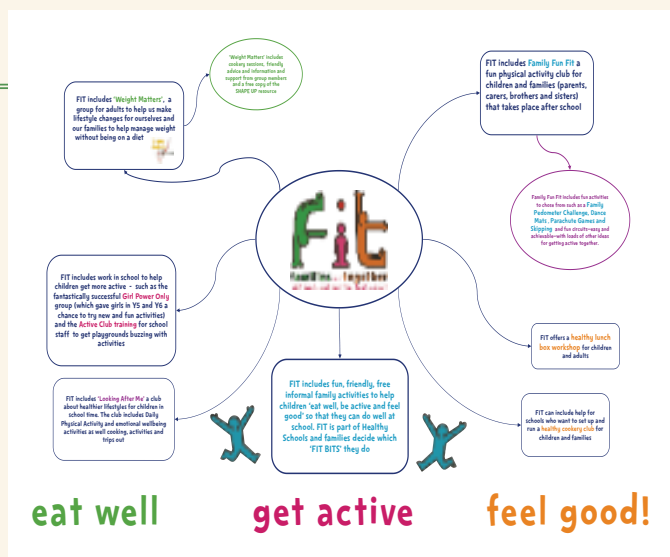 'Weight Matters' includes
cookery sessions, friendly
advice and information and
support from group members
and a free copy of the
SHAPE UP resource
FIT includes 'Weight Matters', a
group for adults to help us make
lifestyle changes for ourselves and
our families to help manage weight
without being on a diet
FIT includes Family Fun Fit a
fun physical activity club for
children and families (parents,
carers, brothers and sisters)
that takes place after school
Family Fun Fit includes fun activities
to chose from such as a Family
Pedometer Challenge, Dance
Mats, Parachute Games and
Skipping and fun circuits—easy and
achievable—with loads of other ideas
for getting active together.
fit
families... together
FIT includes work in school to help
children get more active - such as the
fantastically successful Girl Power Only
group (which gave girls in Y5 and Y6 a
chance to try new and fun activities)
and the Active Club training for school
staff to get playgrounds buzzing with
activities
FIT offers a healthy lunch
box workshop for children
and adults
FIT includes 'Looking After Me' a club
about healthier lifestyles for children in
school time. The club includes Daily
Physical Activity and emotional wellbeing
activities as well cooking, activities and
trips out
FIT includes fun, friendly, free
informal family activities to help
children 'eat well, be active and feel
good' so that they can do well at
school. FIT is part of Healthy
Schools and families decide which
'FIT BITS' they do
FIT can include help for
schools who want to set up and
run a healthy cookery club for
children and families
eat well
get active
feel good!